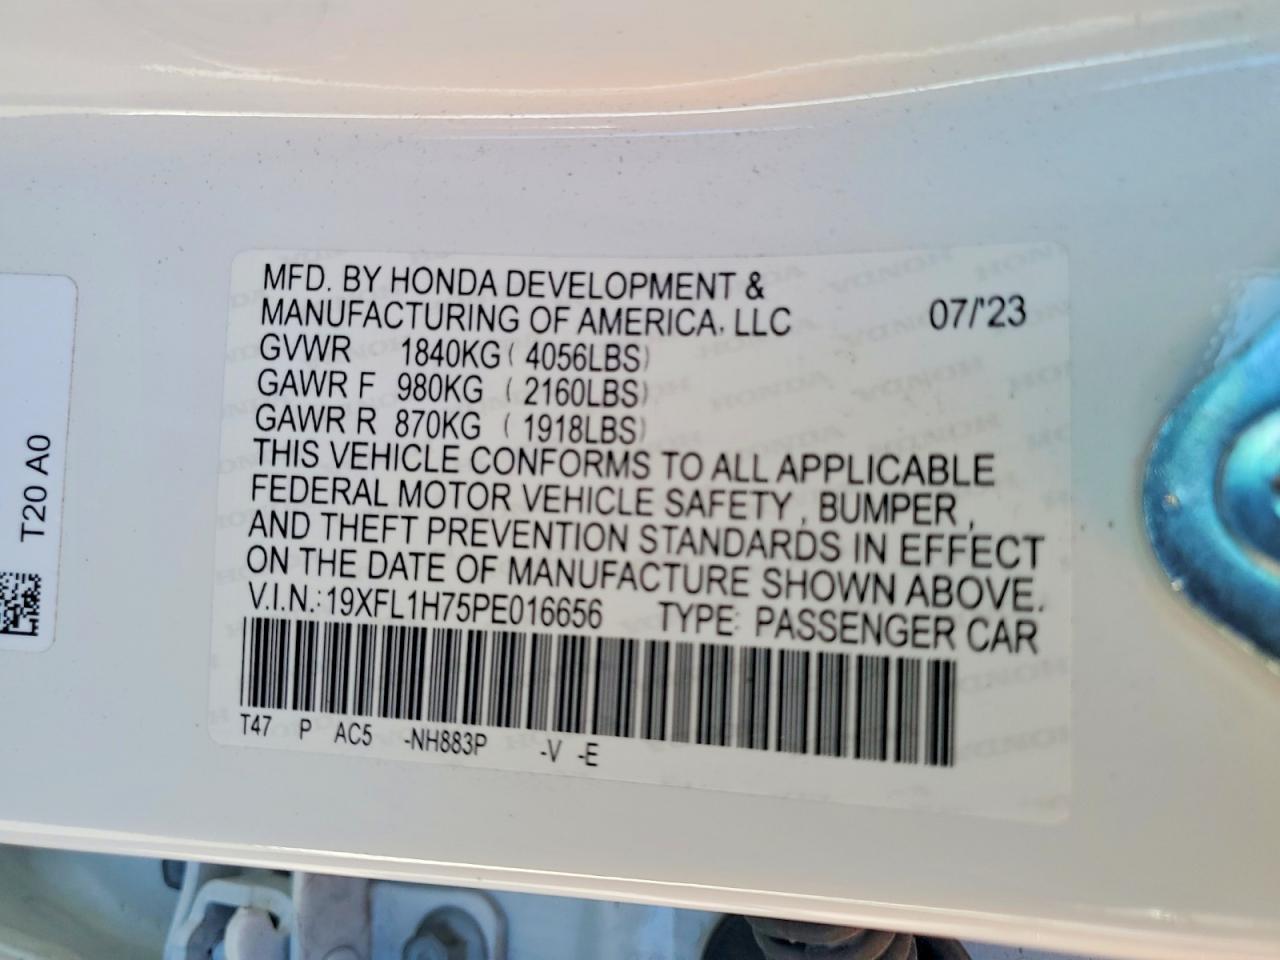 MFD. BY HONDA DEVELOPMENT &
MANUFACTURING OF AMERICA, LLC 07/'23
GVWR 1840KG ( 4056LBS)
GAWR F 980KG ( 2160LBS)
GAWR R 870KG ( 1918LBS)
THIS VEHICLE CONFORMS TO ALL APPLICABLE
FEDERAL MOTOR VEHICLE SAFETY , BUMPER ,
AND THEFT PREVENTION STANDARDS IN EFFECT
ON THE DATE OF MANUFACTURE SHOWN ABOVE.
V.I.N.: 19XFL1H75PE016656 TYPE: PASSENGER CAR
T47 P AC5 -NH883P -V -E
T20 A0